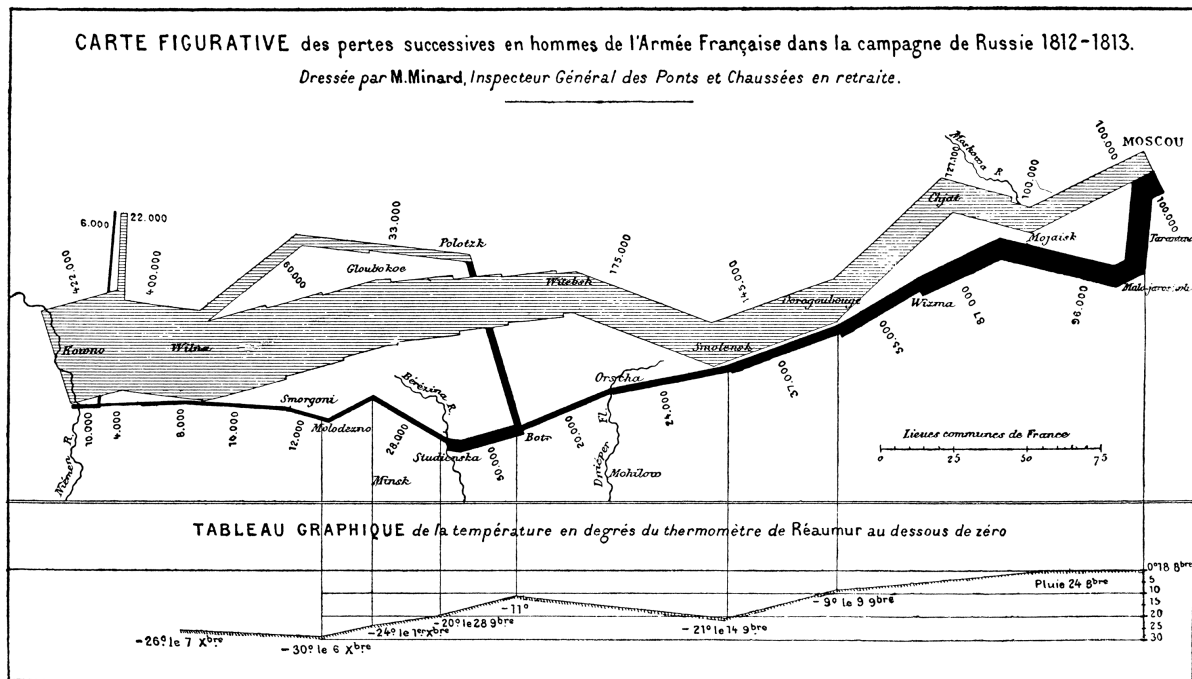 CARTE FIGURATIVE des pertes successives en hommes de l'Armée Française dans la campagne de Russie 1812-1813.
Dressée par M.Minard, Inspecteur Général des Ponts et Chaussées en retraite.
Moskowa R.
MOSCOU
100.000
100.000
127.100
Chjat
Mojaisk
100.000
Tarantino
6.000
22.000
33.000
Polotzk
422.000
400.000
60.000
Gloubokoe
175.000
Witebsk
145.000
Dorogoubouge
Wizma
87.000
96.000
Kowno
Wilna
Smolensk
55.000
37.000
Orscha
24.000
Bérézina R.
Smorgoni
Molodezno
10.000
4.000
8.000
14.000
12.000
28.000
Studienska
50.000
Botr
20.000
Dniéper Fl.
Mohilow
Minsk
Niémen R.
Lieues communes de France
0 25 50 75
TABLEAU GRAPHIQUE de la température en degrés du thermomètre de Réaumur au dessous de zéro
0° 18 8bre
5
10
15
20
25
30
Pluie 24 8bre
-9° le 9 9bre
-21° le 14 9bre
-11°
-20° le 28 9bre
-24° le 1er Xbre
-30° le 6 Xbre
-26° le 7 Xbre